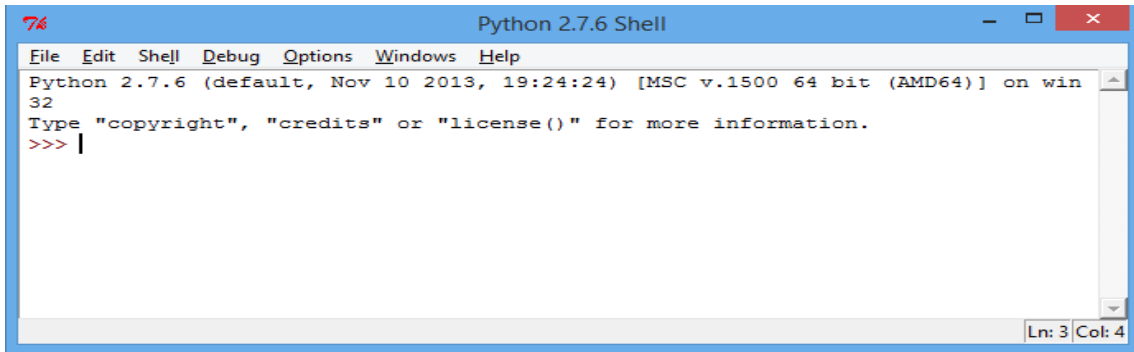 Python 2.7.6 Shell
File Edit Shell Debug Options Windows Help
Python 2.7.6 (default, Nov 10 2013, 19:24:24) [MSC v.1500 64 bit (AMD64)] on win
32
Type "copyright", "credits" or "license()" for more information.
>>>
Ln: 3 Col: 4